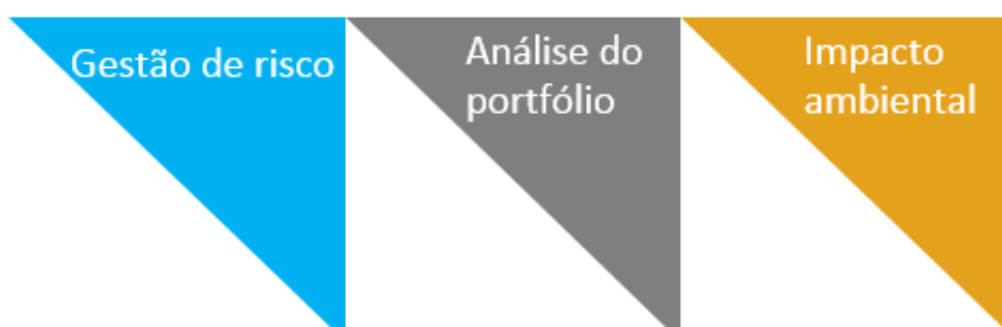 Gestão de risco
Análise do
portfólio
Impacto
ambiental